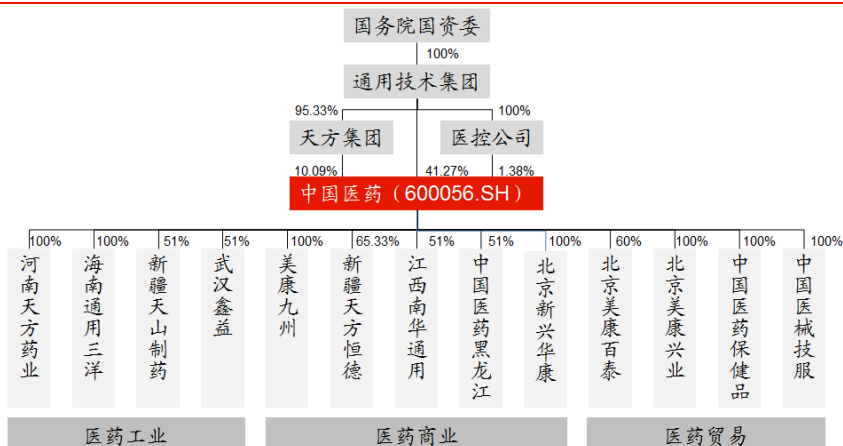 国务院国资委
100%
通用技术集团
95.33%
100%
天方集团
医控公司
10.09%
41.27%
1.38%
中国医药（600056.SH）
100%
100%
51%
51%
100%
65.33%
51%
51%
100%
60%
100%
100%
100%
河南天方药业
海南通用三洋
新疆天山制药
武汉鑫益
美康九州
新疆天方恒德
江西南华通用
中国医药黑龙江
北京新兴华康
北京美康百泰
北京美康兴业
中国医药保健品
中国医械技服
医药工业
医药商业
医药贸易